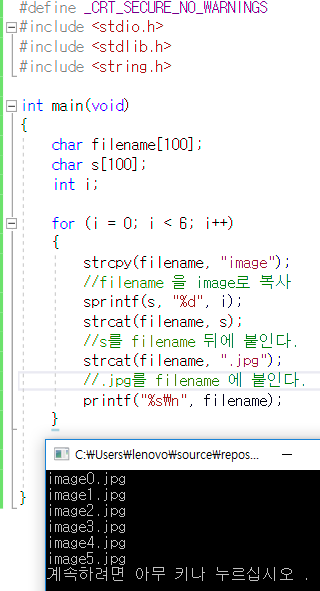 #define _CRT_SECURE_NO_WARNINGS
#include <stdio.h>
#include <stdlib.h>
#include <string.h>
int main(void)
{
char filename[100];
char s[100];
int i;
for (i = 0; i < 6; i++)
{
strcpy(filename, "image");
//filename 을 image로 복사
sprintf(s, "%d", i);
strcat(filename, s);
//s를 filename 뒤에 붙인다.
strcat(filename, ".jpg");
//.jpg를 filename 에 붙인다.
printf("%s₩n", filename);
}
}
C:₩Users₩lenovo₩source₩repos...
image0.jpg
image1.jpg
image2.jpg
image3.jpg
image4.jpg
image5.jpg
계속하려면 아무 키나 누르십시오 .